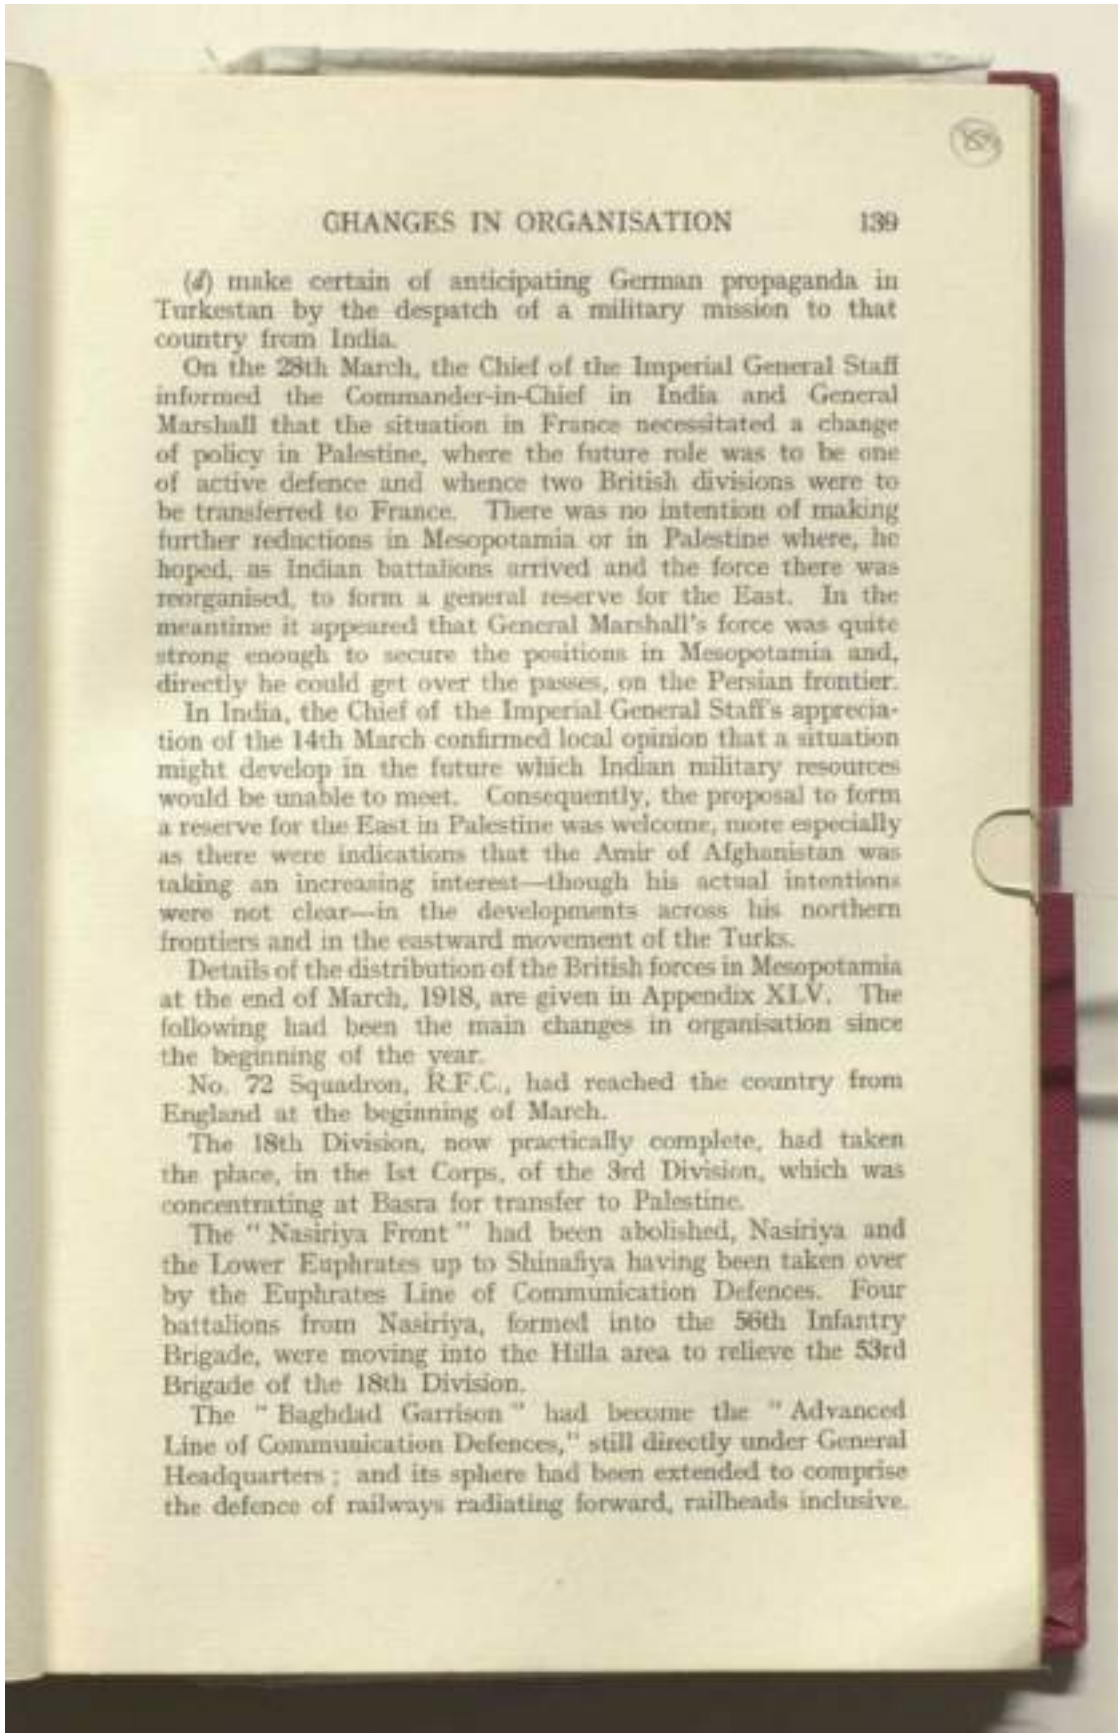 CHANGES IN ORGANISATION 139
(d) make certain of anticipating German propaganda in
Turkestan by the despatch of a military mission to that
country from India.
On the 28th March, the Chief of the Imperial General Staff
informed the Commander-in-Chief in India and General
Marshall that the situation in France necessitated a change
of policy in Palestine, where the future role was to be one
of active defence and whence two British divisions were to
be transferred to France. There was no intention of making
further reductions in Mesopotamia or in Palestine where, he
hoped, as Indian battalions arrived and the force there was
reorganised, to form a general reserve for the East. In the
meantime it appeared that General Marshall's force was quite
strong enough to secure the positions in Mesopotamia and,
directly he could get over the passes, on the Persian frontier.
In India, the Chief of the Imperial General Staff's apprecia-
tion of the 14th March confirmed local opinion that a situation
might develop in the future which Indian military resources
would be unable to meet. Consequently, the proposal to form
a reserve for the East in Palestine was welcome, more especially
as there were indications that the Amir of Afghanistan was
taking an increasing interest—though his actual intentions
were not clear—in the developments across his northern
frontiers and in the eastward movement of the Turks.
Details of the distribution of the British forces in Mesopotamia
at the end of March, 1918, are given in Appendix XLV. The
following had been the main changes in organisation since
the beginning of the year.
No. 72 Squadron, R.F.C., had reached the country from
England at the beginning of March.
The 18th Division, now practically complete, had taken
the place, in the Ist Corps, of the 3rd Division, which was
concentrating at Basra for transfer to Palestine.
The "Nasiriya Front" had been abolished, Nasiriya and
the Lower Euphrates up to Shinafiya having been taken over
by the Euphrates Line of Communication Defences. Four
battalions from Nasiriya, formed into the 56th Infantry
Brigade, were moving into the Hilla area to relieve the 53rd
Brigade of the 18th Division.
The "Baghdad Garrison" had become the "Advanced
Line of Communication Defences," still directly under General
Headquarters; and its sphere had been extended to comprise
the defence of railways radiating forward, railheads inclusive.